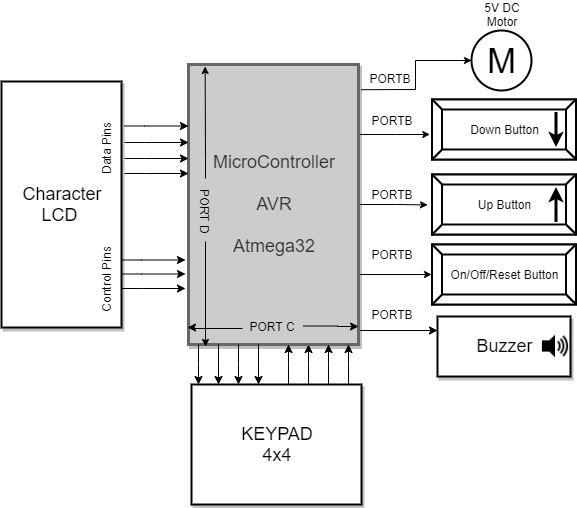 5V DC
Motor
M
PORTB
PORTB
Down Button
Data Pins
MicroController
AVR
Atmega32
PORT D
Character
LCD
PORTB
Up Button
Control Pins
PORTB
On/Off/Reset Button
PORTB
PORT C
Buzzer
KEYPAD
4x4